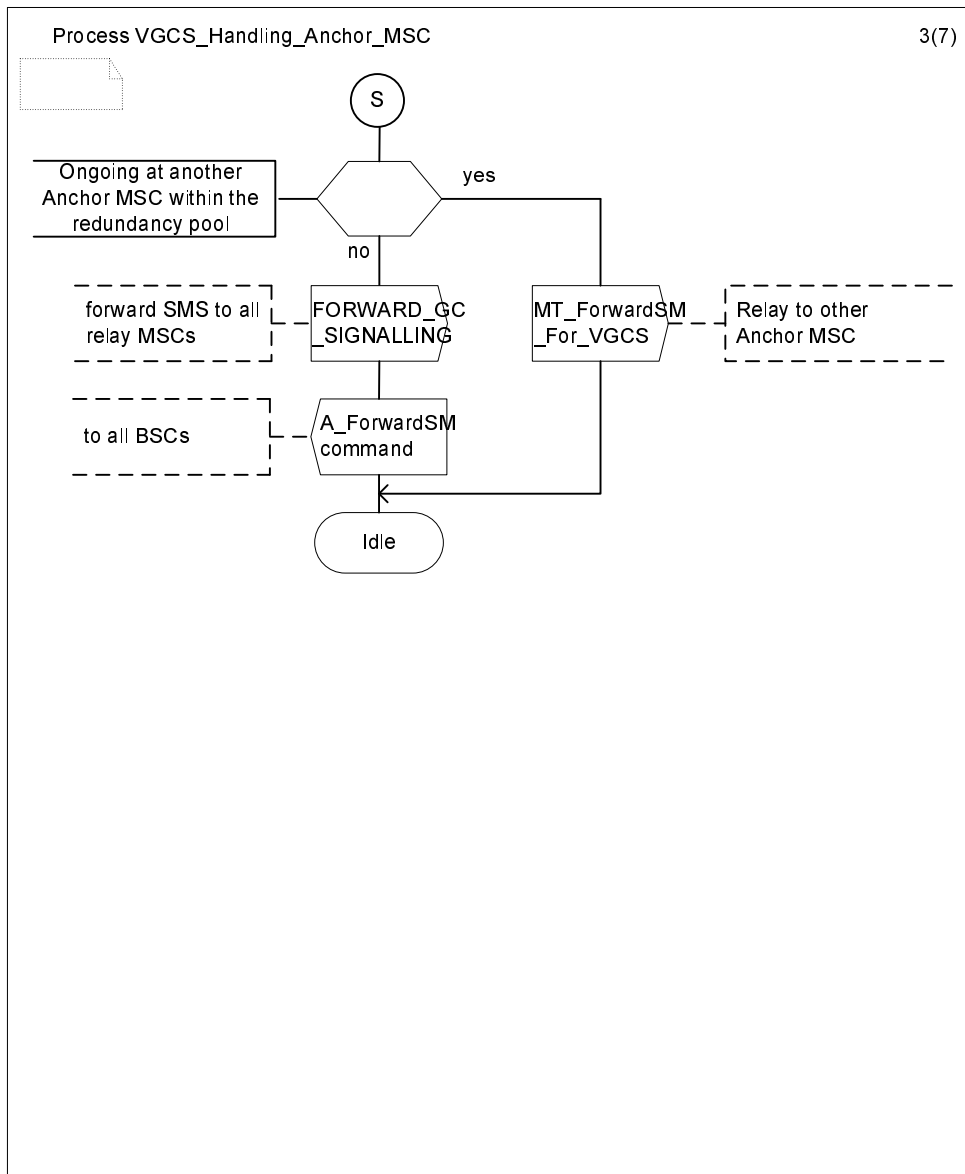 Process VGCS_Handling_Anchor_MSC
3(7)
S
Ongoing at another
Anchor MSC within the
redundancy pool
yes
no
forward SMS to all
relay MSCs
FORWARD_GC
_SIGNALLING
MT_ForwardSM
_For_VGCS
Relay to other
Anchor MSC
to all BSCs
A_ForwardSM
command
Idle